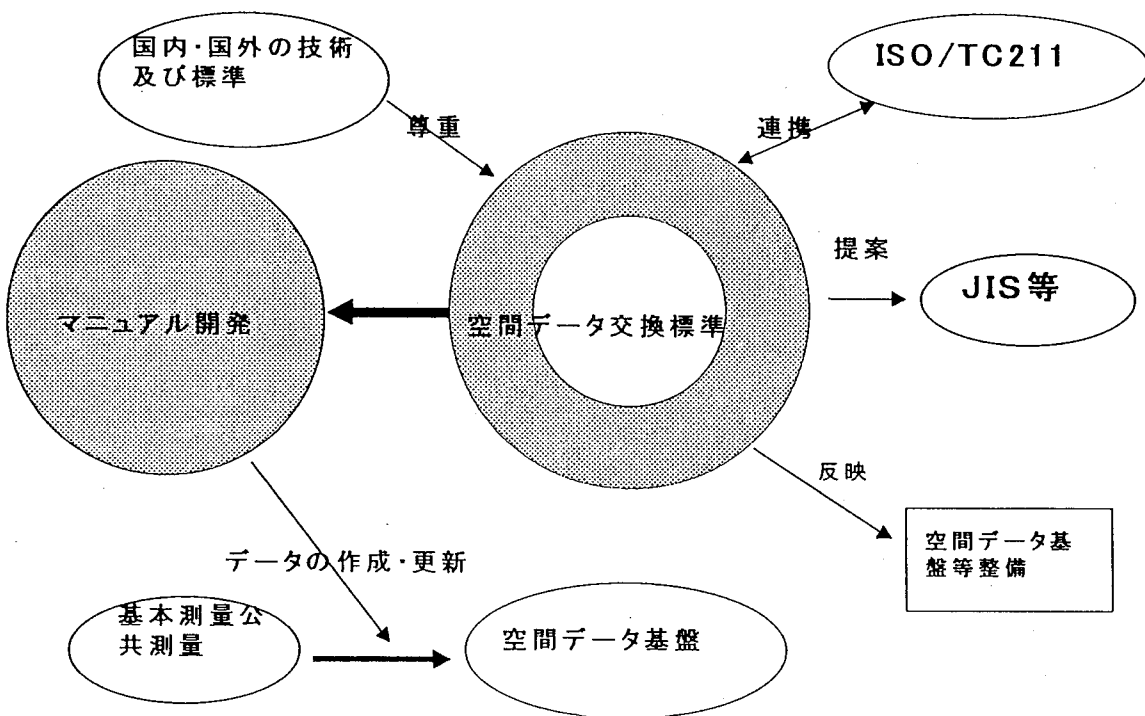 国内・国外の技術
及び標準
ISO/TC211
尊重
連携
提案
JIS等
マニュアル開発
空間データ交換標準
反映
空間データ基
盤等整備
データの作成・更新
基本測量公
共測量
空間データ基盤